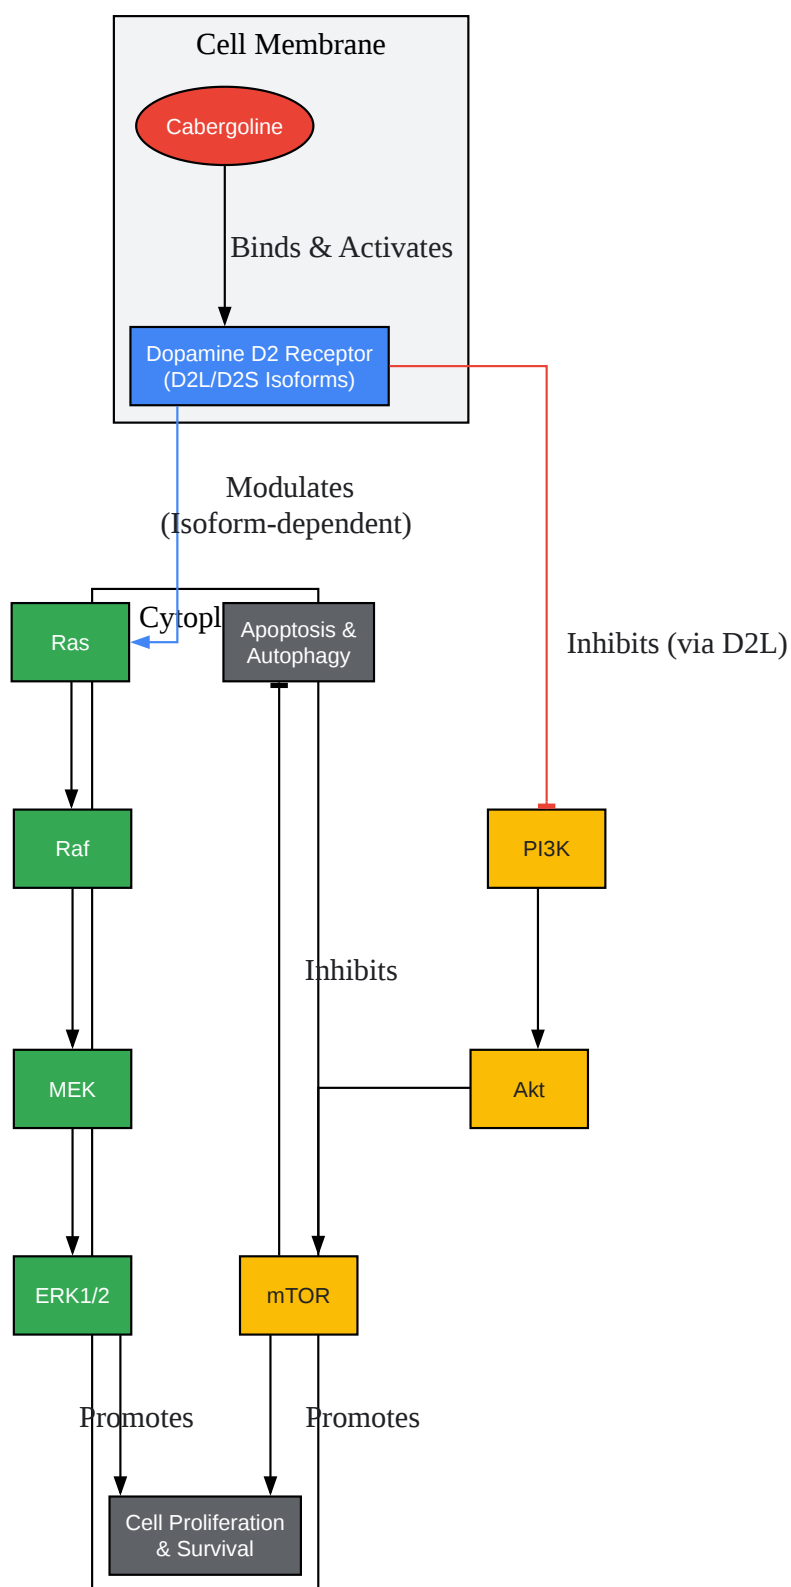 Cell Membrane
Cabergoline
Binds & Activates
Dopamine D2 Receptor
(D2L/D2S Isoforms)
Modulates
(Isoform-dependent)
Cytopl
Ras
Apoptosis &
Autophagy
Inhibits (via D2L)
Raf
PI3K
Inhibits
MEK
Akt
ERK1/2
mTOR
Promotes
Promotes
Cell Proliferation
& Survival